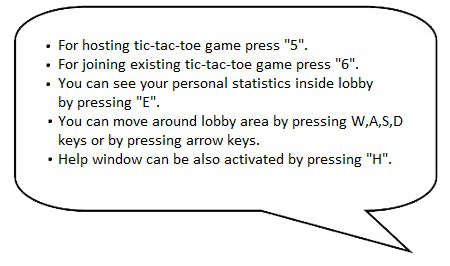 • For hosting tic-tac-toe game press "5".
• For joining existing tic-tac-toe game press "6".
• You can see your personal statistics inside lobby
by pressing "E".
• You can move around lobby area by pressing W,A,S,D
keys or by pressing arrow keys.
• Help window can be also activated by pressing "H".